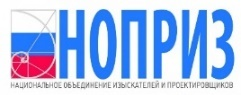 НОПРИЗ
НАЦИОНАЛЬНОЕ ОБЪЕДИНЕНИЕ ИЗЫСКАТЕЛЕЙ И ПРОЕКТИРОВЩИКОВ